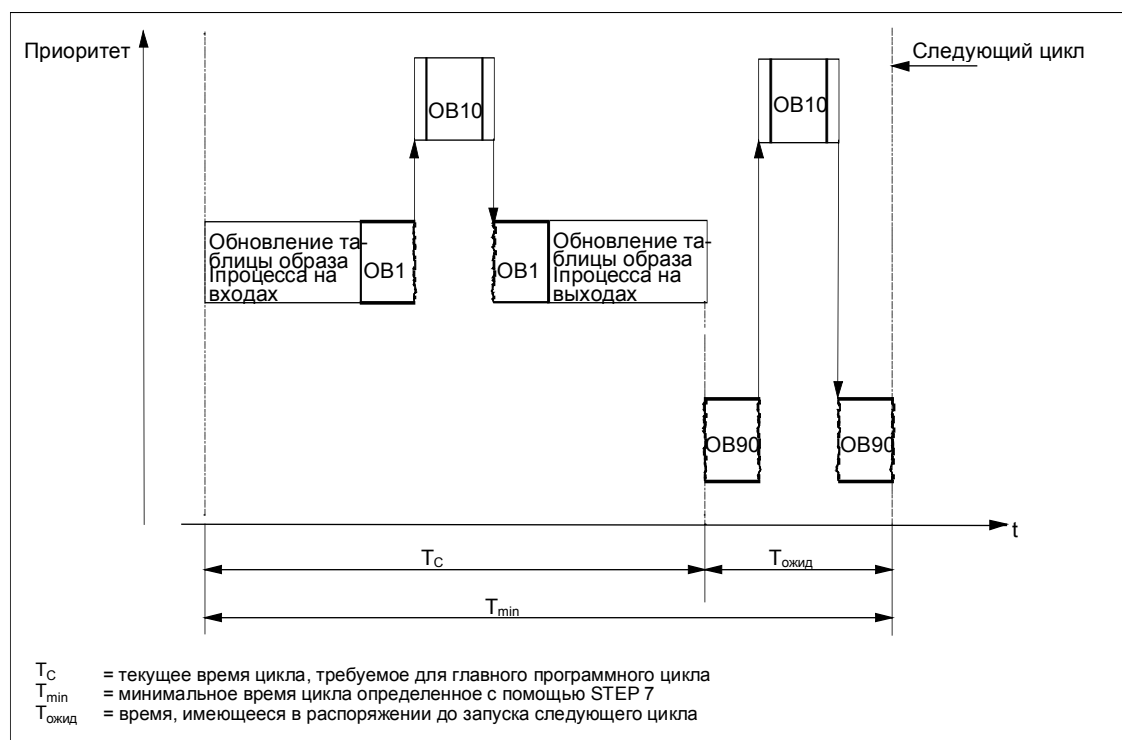 Приоритет
Следующий цикл
OB10
OB10
Обновление та-
блицы образа
Iпроцесса на
входах
OB1
OB1
Обновление та-
блицы образа
Iпроцесса на
выходах
OB90
OB90
t
TC
Tожид
Tmin
TC = текущее время цикла, требуемое для главного программного цикла
Tmin = минимальное время цикла определенное с помощью STEP 7
Tожид = время, имеющееся в распоряжении до запуска следующего цикла